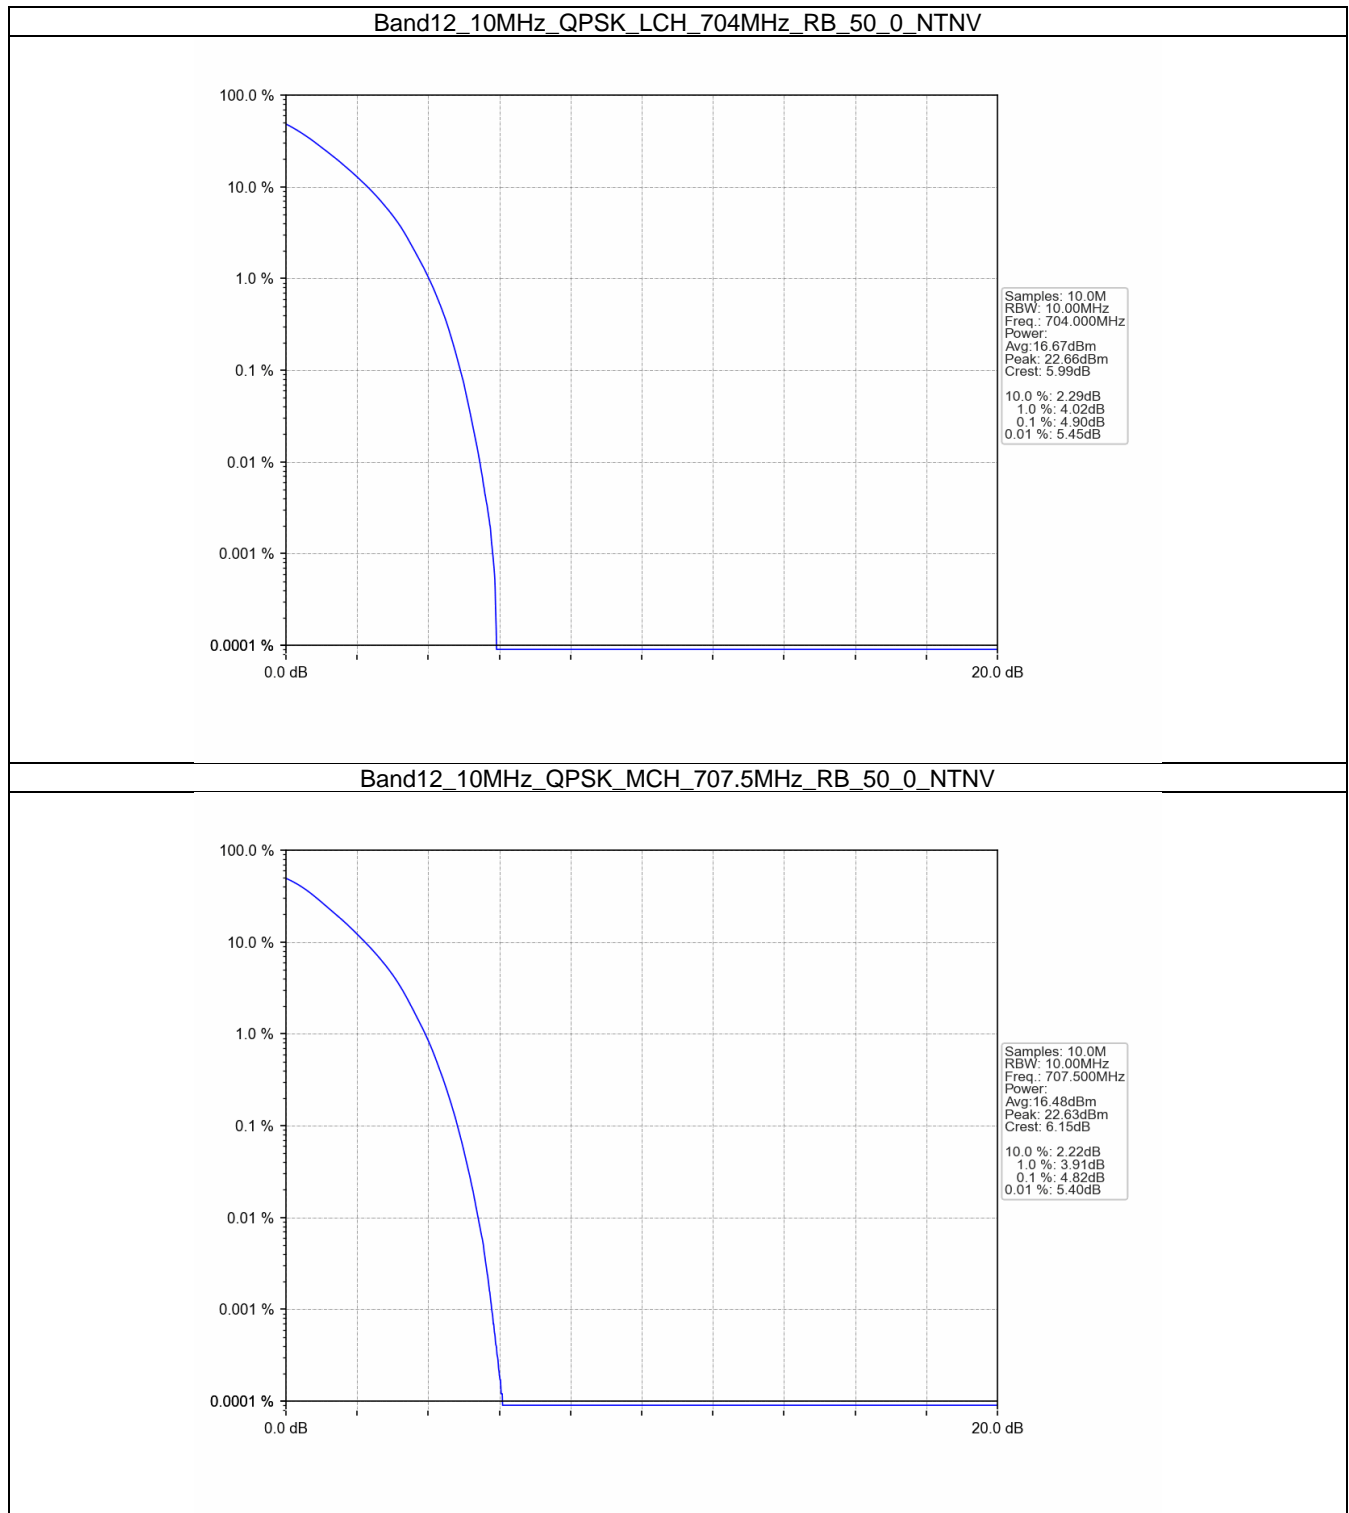 Band12_10MHz_QPSK_LCH_704MHz_RB_50_0_NTNV
100.0 %
10.0 %
1.0 %
0.1 %
0.01 %
0.001 %
0.0001 %
0.0 dB
20.0 dB
Samples: 10.0M
RBW: 10.00MHz
Freq.: 704.000MHz
Power:
Avg:16.67dBm
Peak: 22.66dBm
Crest: 5.99dB
10.0 %: 2.29dB
1.0 %: 4.02dB
0.1 %: 4.90dB
0.01 %: 5.45dB
Band12_10MHz_QPSK_MCH_707.5MHz_RB_50_0_NTNV
100.0 %
10.0 %
1.0 %
0.1 %
0.01 %
0.001 %
0.0001 %
0.0 dB
20.0 dB
Samples: 10.0M
RBW: 10.00MHz
Freq.: 707.500MHz
Power:
Avg:16.48dBm
Peak: 22.63dBm
Crest: 6.15dB
10.0 %: 2.22dB
1.0 %: 3.91dB
0.1 %: 4.82dB
0.01 %: 5.40dB